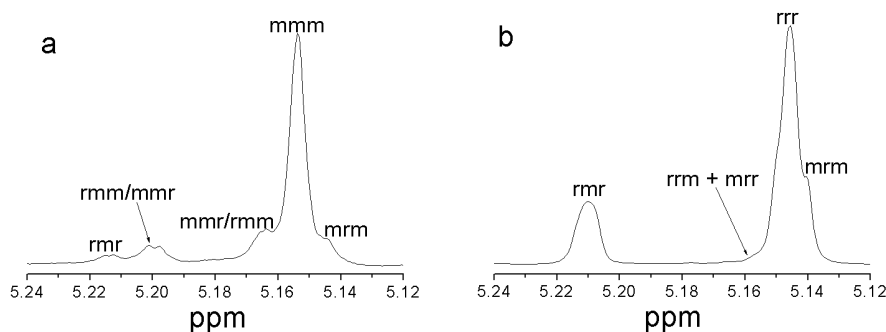 a
mmm
rmm/mmr
mmr/rmm
rmr
mrm
5.24 5.22 5.20 5.18 5.16 5.14 5.12
ppm
b
rrr
rrm + mrr
mrm
rmr
5.24 5.22 5.20 5.18 5.16 5.14 5.12
ppm